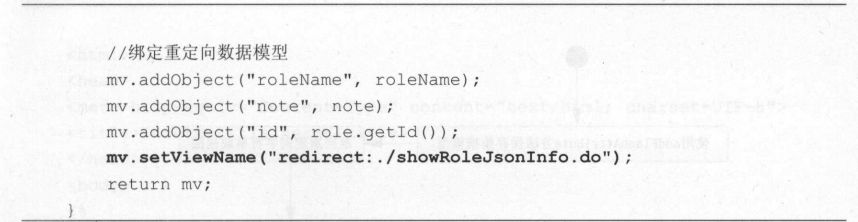 //绑定重定向数据模型
mv.addObject("roleName", roleName);
mv.addObject("note", note);
mv.addObject("id", role.getId());
mv.setViewName("redirect:./showRoleJsonInfo.do");
return mv;
}